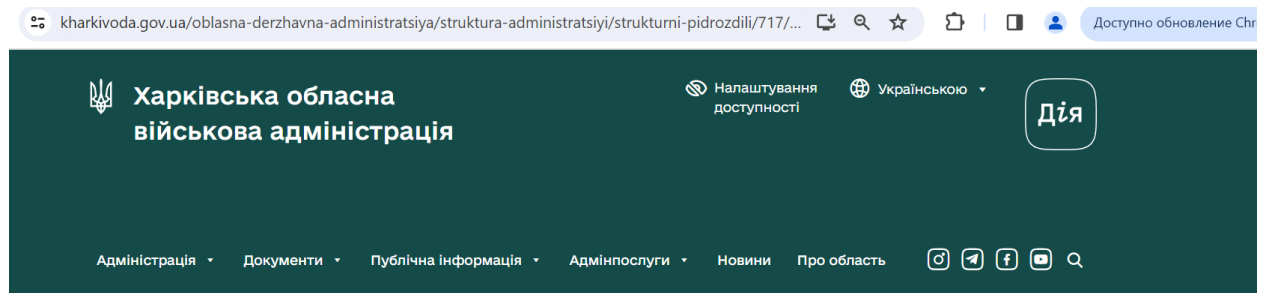 kharkivoda.gov.ua/oblasna-derzhavna-administratsiya/struktura-administratsiyi/strukturni-pidrozdili/717/...
Доступно обновление Chr
Харківська обласна
військова адміністрація
Налаштування
доступності
Українською
Дія
Адміністрація
Документи
Публічна інформація
Адмінпослуги
Новини
Про область